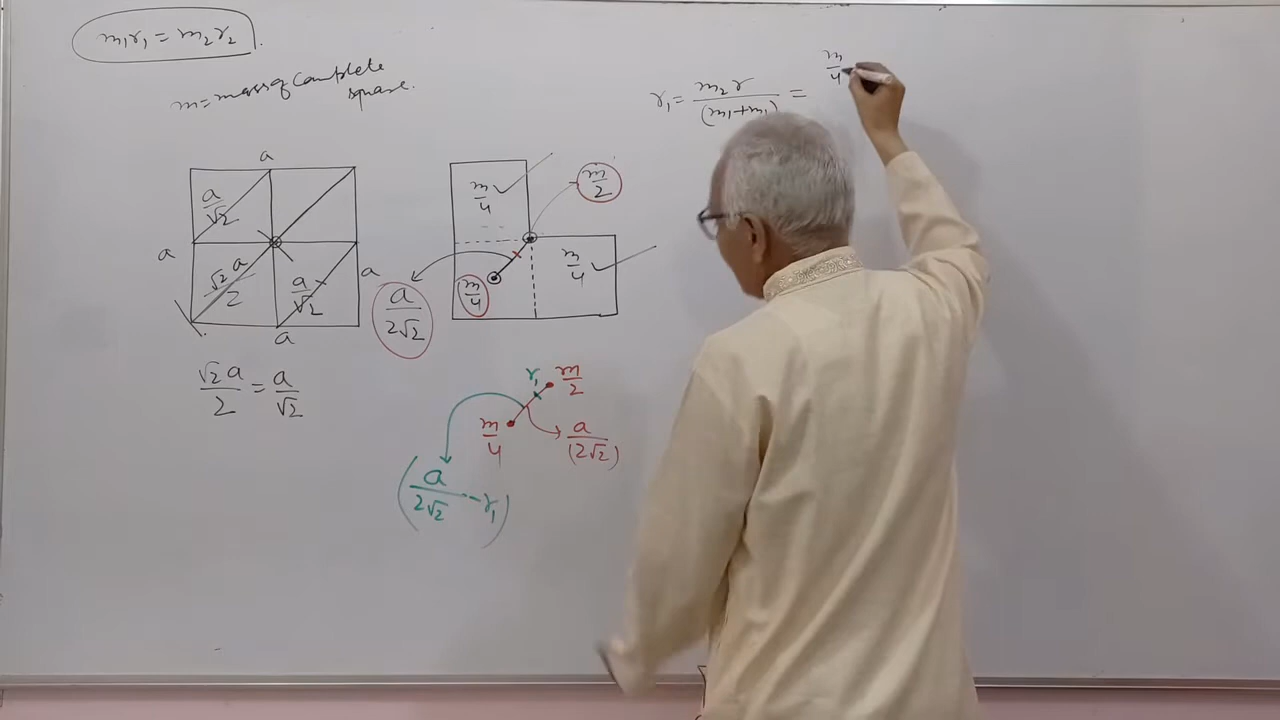 m₁r₁ = m₂r₂.
m = mass of complete
square.
r₁ = m₂r/(m₁+m₂) = m/4
a
a/√2
a
√2 a/2
a/√2
a
a
√2 a/2 = a/√2
m/4
m/2
m/4
m/4
a/2√2
r₁
m/2
m/4
a/(2√2)
(a/2√2 - r₁)